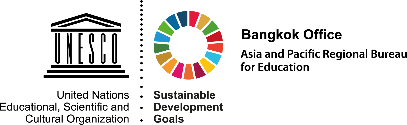 UNESCO
United Nations
Educational, Scientific and
Cultural Organization
Sustainable
Development
Goals
Bangkok Office
Asia and Pacific Regional Bureau
for Education